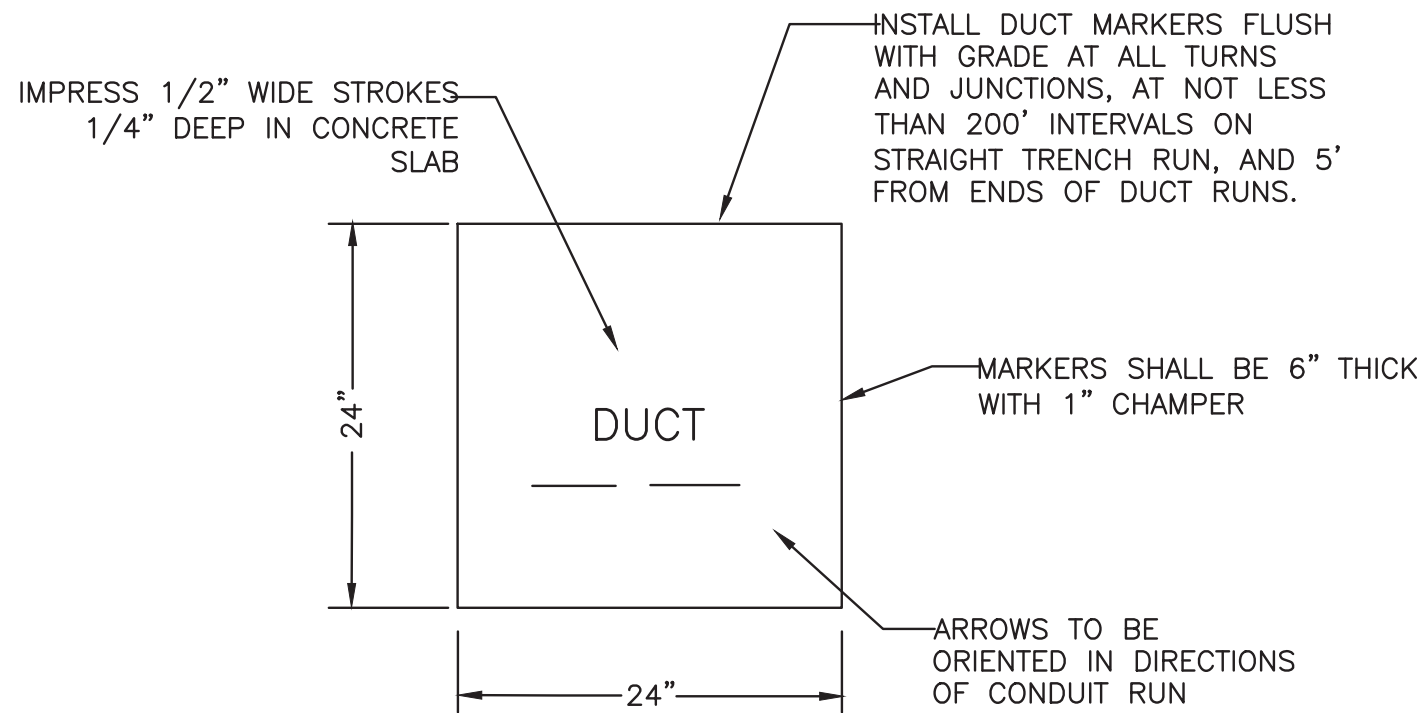 INSTALL DUCT MARKERS FLUSH
WITH GRADE AT ALL TURNS
AND JUNCTIONS, AT NOT LESS
THAN 200' INTERVALS ON
STRAIGHT TRENCH RUN, AND 5'
FROM ENDS OF DUCT RUNS.
IMPRESS 1/2" WIDE STROKES
1/4" DEEP IN CONCRETE
SLAB
24"
DUCT
MARKERS SHALL BE 6" THICK
WITH 1" CHAMPER
ARROWS TO BE
ORIENTED IN DIRECTIONS
OF CONDUIT RUN
24"